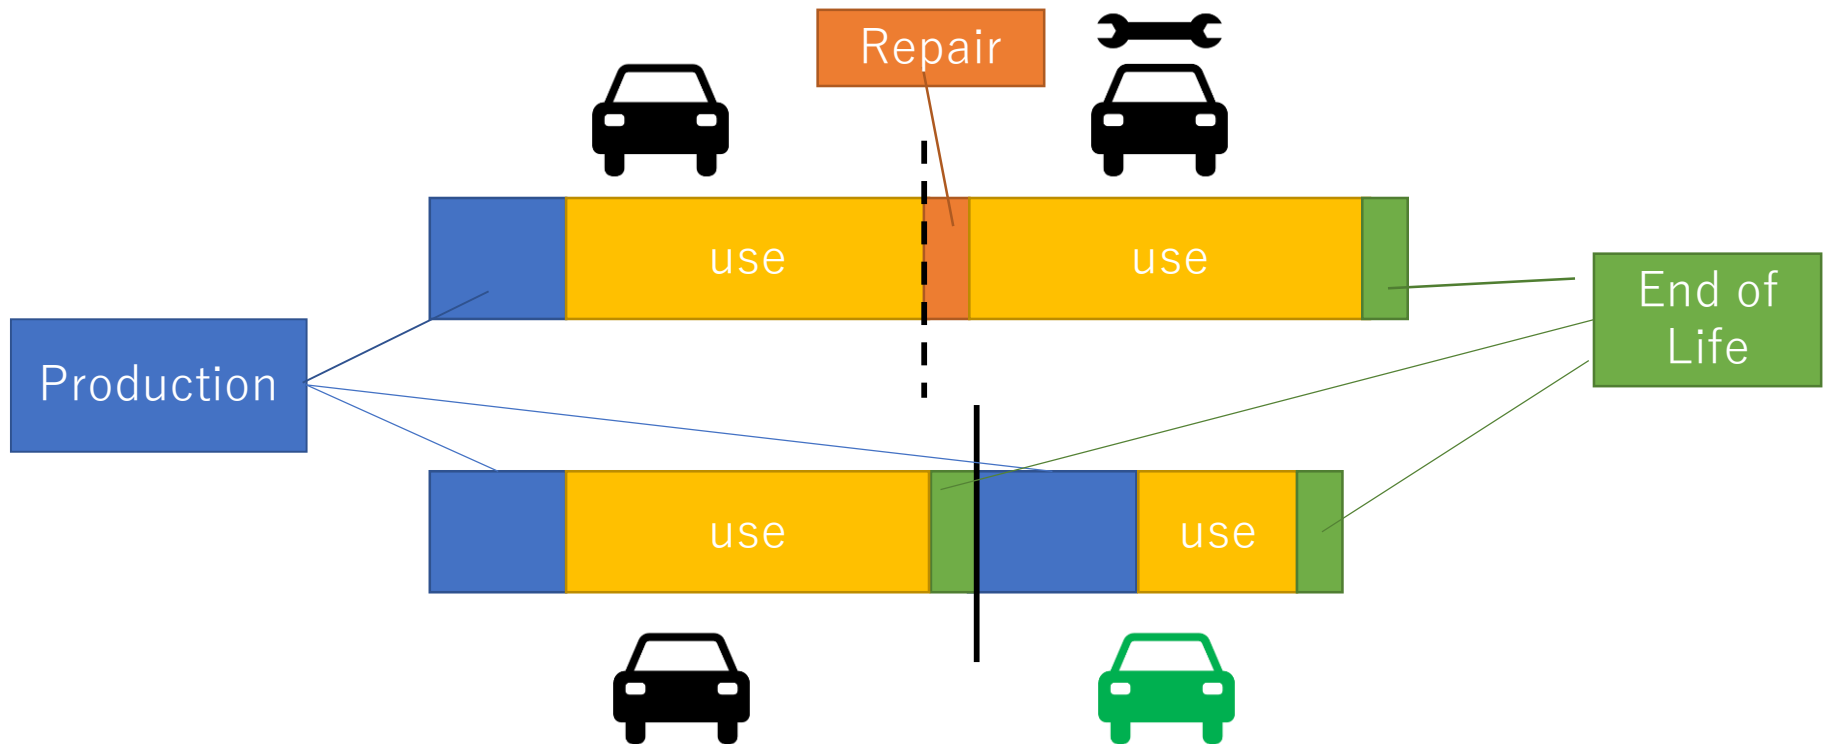 Repair
use
use
End of
Life
Production
use
use